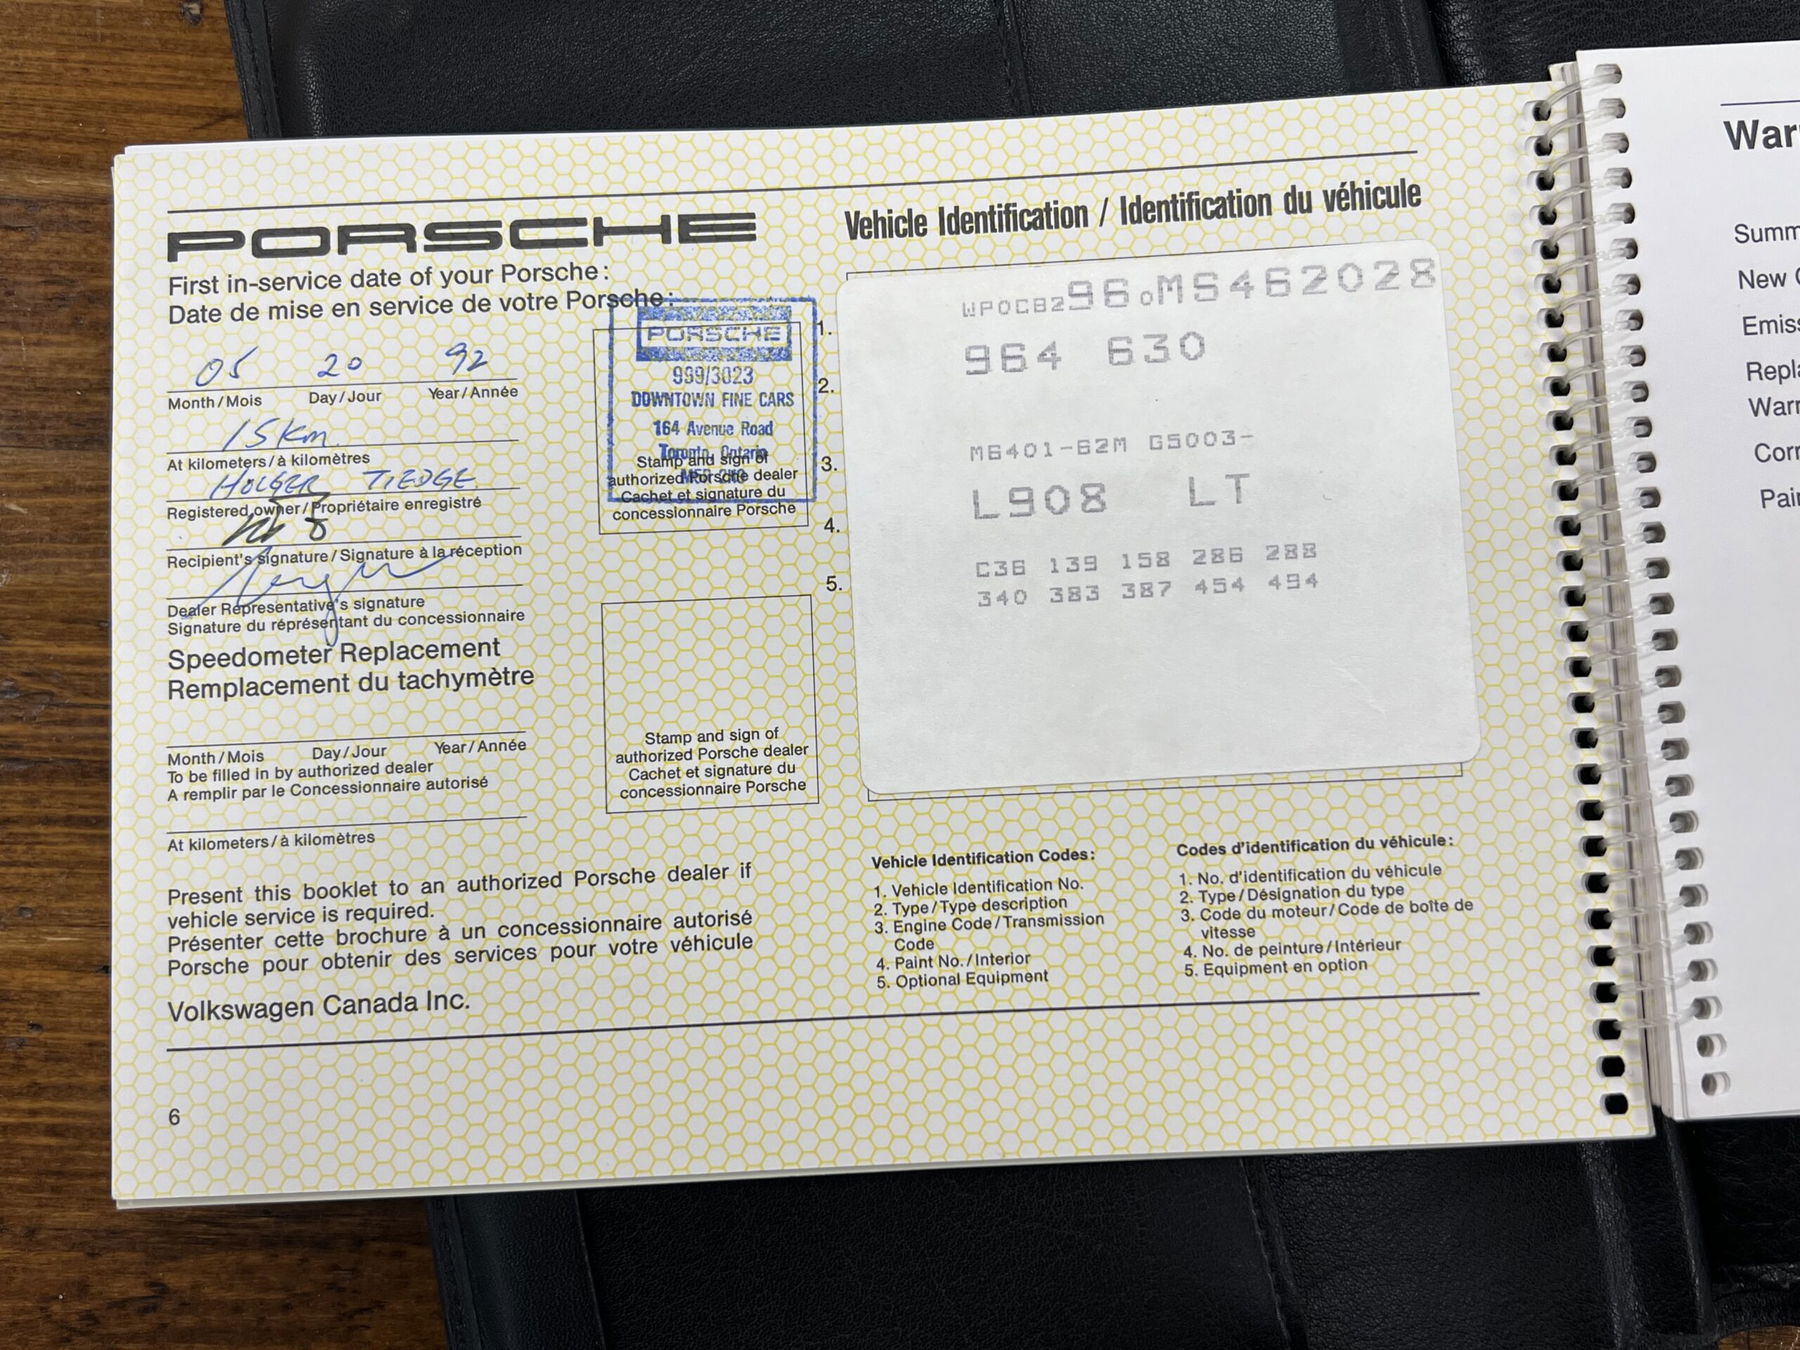 PORSCHE
First in-service date of your Porsche:
Date de mise en service de votre Porsche:
05 20 92
Month/Mois Day/Jour Year/Année
15 Km
At kilometers/à kilomètres
HOLGER TIEDGE
Registered owner/Propriétaire enregistré
Recipient's signature/Signature à la réception
Dealer Représentative's signature
Signature du réprésentant du concessionnaire
PORSCHE
999/3023
DOWNTOWN FINE CARS
164 Avenue Road
Toronto, Ontario
Stamp and sign of
authorized Porsche dealer
Cachet et signature du
concessionnaire Porsche
Speedometer Replacement
Remplacement du tachymètre
Month/Mois Day/Jour Year/Année
To be filled in by authorized dealer
A remplir par le Concessionnaire autorisé
At kilometers/à kilomètres
Stamp and sign of
authorized Porsche dealer
Cachet et signature du
concessionnaire Porsche
Present this booklet to an authorized Porsche dealer if
vehicle service is required.
Présenter cette brochure à un concessionnaire autorisé
Porsche pour obtenir des services pour votre véhicule
Volkswagen Canada Inc.
6
Vehicle Identification / Identification du véhicule
1.
2.
3.
4.
5.
WP0CB2960MS462028
964 630
M6401-62M G5003-
L908 LT
C36 139 158 286 288
340 383 387 454 494
Vehicle Identification Codes:
1. Vehicle Identification No.
2. Type/Type description
3. Engine Code/Transmission
Code
4. Paint No./Interior
5. Optional Equipment
Codes d'identification du véhicule:
1. No. d'identification du véhicule
2. Type/Désignation du type
3. Code du moteur/Code de boîte de
vitesse
4. No. de peinture/Intérieur
5. Equipment en option
Summ
New
Emiss
Repla
Corr
Pain